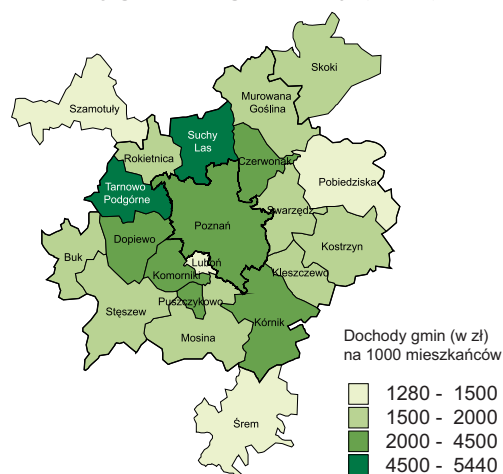 Skoki
Szamotuły
Murowana
Goślina
Suchy
Las
Rokietnica
Czerwonak
Pobiedziska
Tarnowo
Podgórne
Swarzędz
Poznań
Dopiewo
Kostrzyn
Buk
Luboń
Komorniki
Kleszczewo
Puszczykowo
Stęszew
Kórnik
Mosina
Śrem
Dochody gmin (w zł)
na 1000 mieszkańców
1280 - 1500
1500 - 2000
2000 - 4500
4500 - 5440